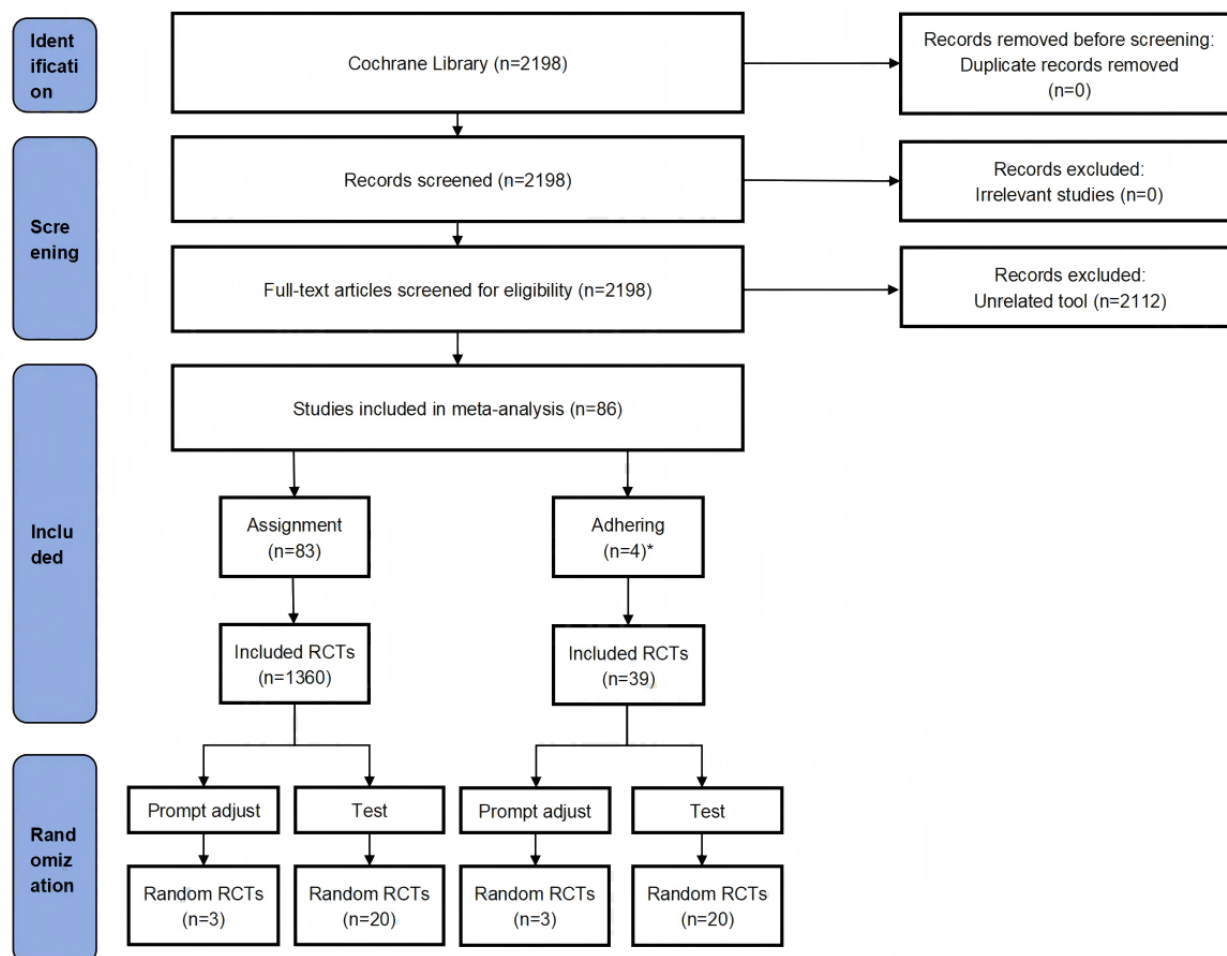 Ident
ificati
on
Cochrane Library (n=2198)
Records removed before screening:
Duplicate records removed
(n=0)
Scre
ening
Records screened (n=2198)
Records excluded:
Irrelevant studies (n=0)
Full-text articles screened for eligibility (n=2198)
Records excluded:
Unrelated tool (n=2112)
Inclu
ded
Studies included in meta-analysis (n=86)
Assignment
(n=83)
Adhering
(n=4)*
Included RCTs
(n=1360)
Included RCTs
(n=39)
Rand
omiz
ation
Prompt adjust
Test
Prompt adjust
Test
Random RCTs
(n=3)
Random RCTs
(n=20)
Random RCTs
(n=3)
Random RCTs
(n=20)